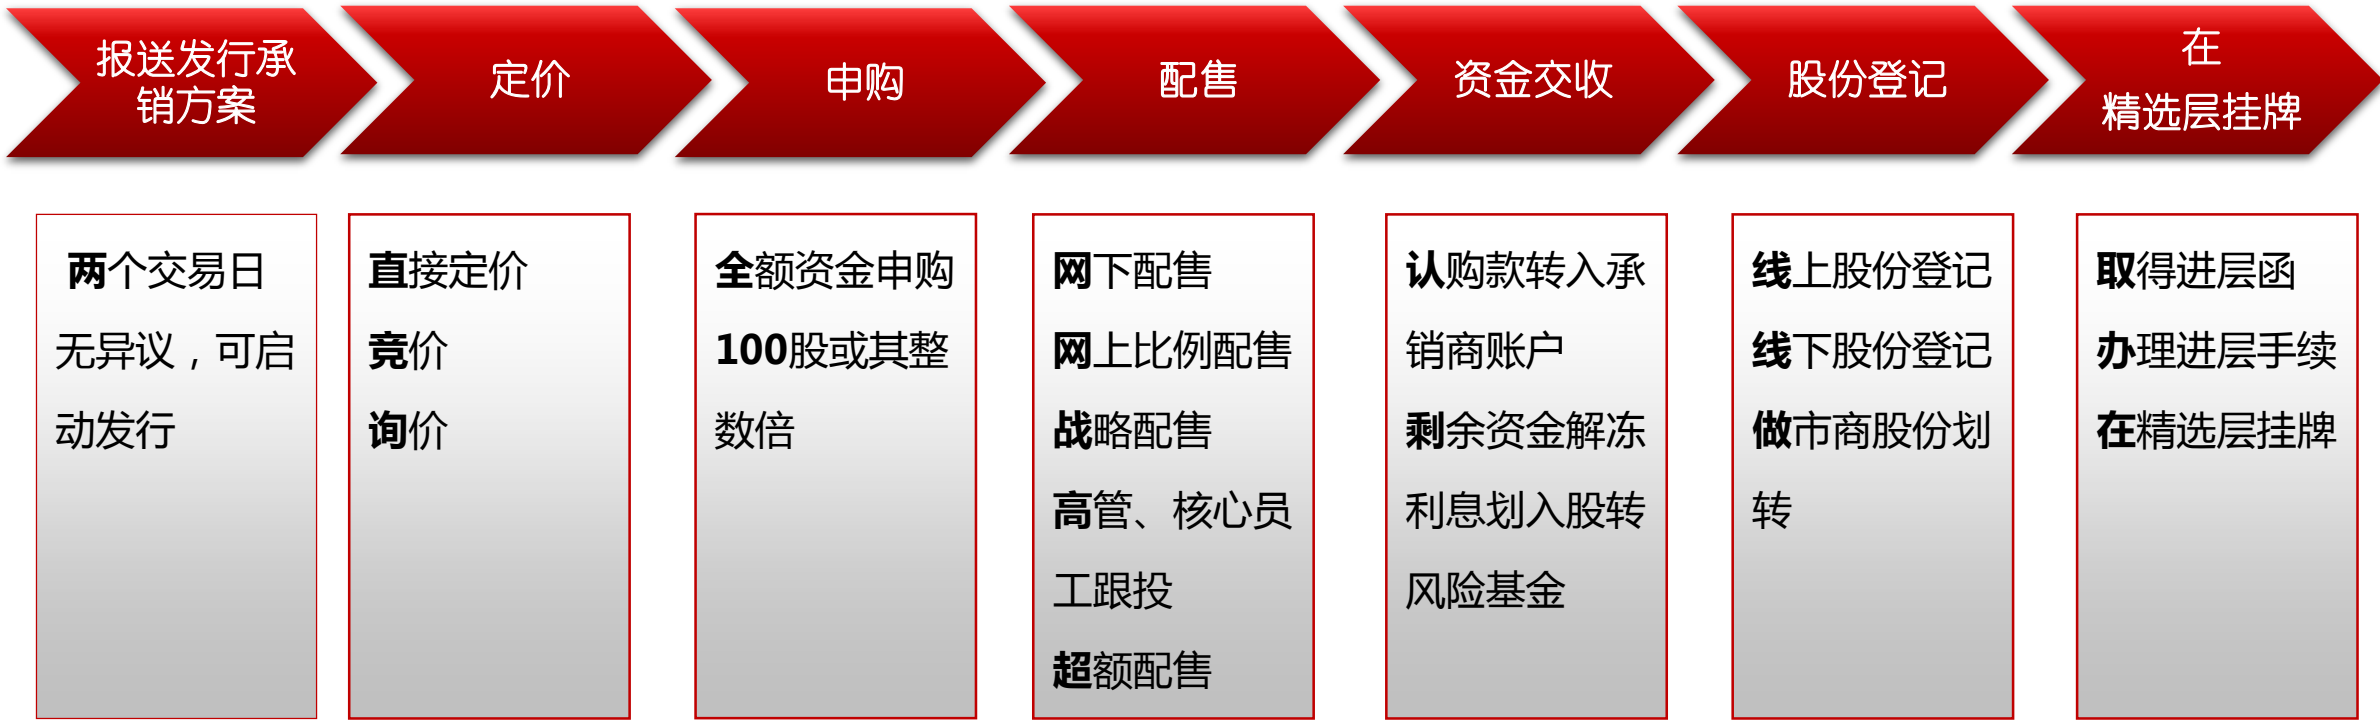 报送发行承
销方案
定价
申购
配售
资金交收
股份登记
在
精选层挂牌
两个交易日
无异议，可启
动发行
直接定价
竞价
询价
全额资金申购
100股或其整
数倍
网下配售
网上比例配售
战略配售
高管、核心员
工跟投
超额配售
认购款转入承
销商账户
剩余资金解冻
利息划入股转
风险基金
线上股份登记
线下股份登记
做市商股份划
转
取得进层函
办理进层手续
在精选层挂牌